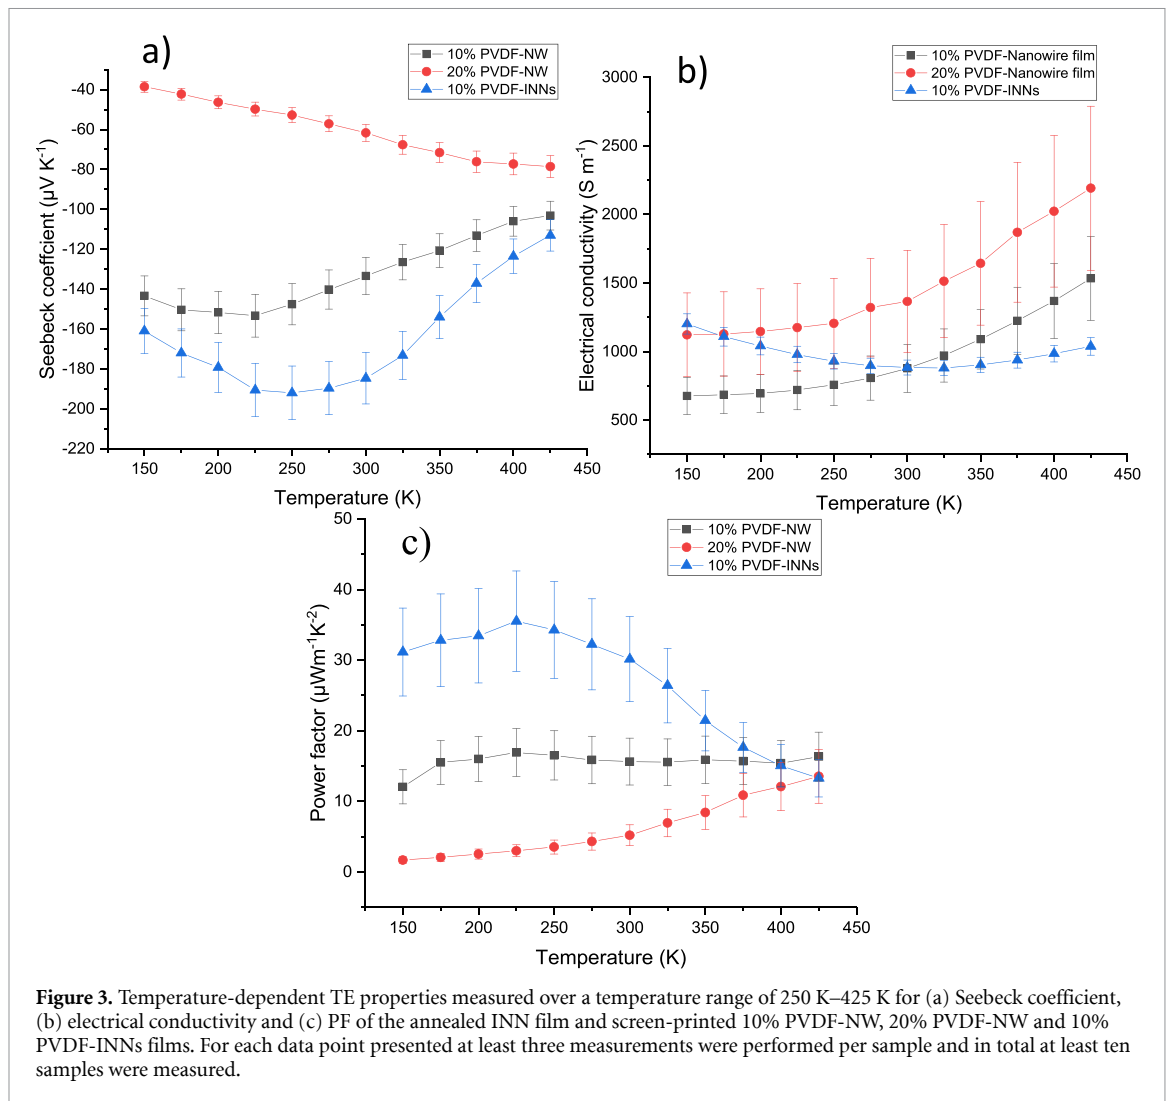 a)
10% PVDF-NW
20% PVDF-NW
10% PVDF-INNs
-40
-60
-80
-100
-120
-140
-160
-180
-200
-220
Seebeck coeffcient (µV K-1)
150 200 250 300 350 400 450
Temperature (K)
b)
10% PVDF-Nanowire film
20% PVDF-Nanowire film
10% PVDF-INNs
3000
2500
2000
1500
1000
500
Electrical conductivity (S m-1)
150 200 250 300 350 400 450
Temperature (K)
c)
10% PVDF-NW
20% PVDF-NW
10% PVDF-INNs
50
40
30
20
10
0
Power factor (µWm-1K-2)
150 200 250 300 350 400 450
Temperature (K)
Figure 3. Temperature-dependent TE properties measured over a temperature range of 250 K–425 K for (a) Seebeck coefficient,
(b) electrical conductivity and (c) PF of the annealed INN film and screen-printed 10% PVDF-NW, 20% PVDF-NW and 10%
PVDF-INNs films. For each data point presented at least three measurements were performed per sample and in total at least ten
samples were measured.